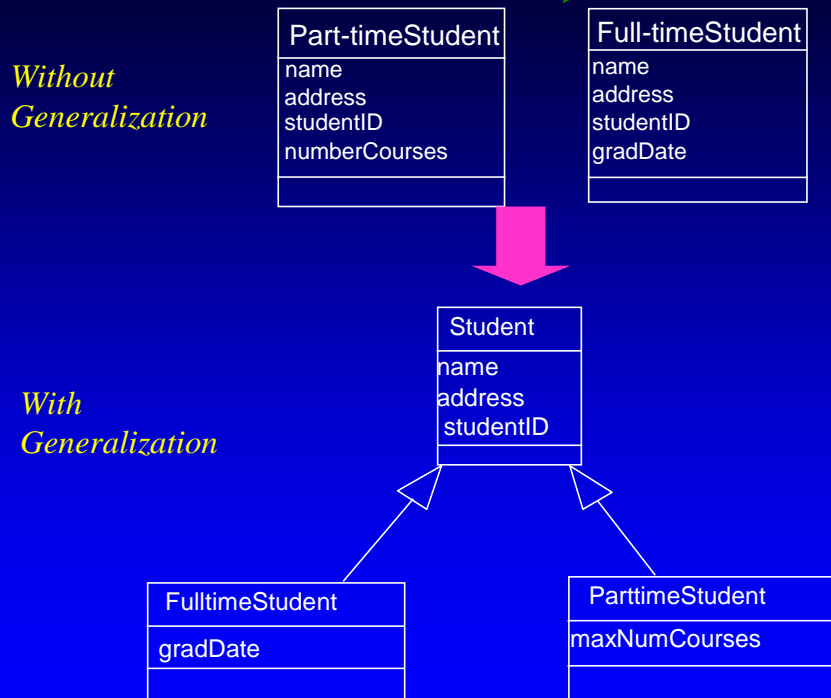 Without
Generalization
Part-timeStudent
name
address
studentID
numberCourses
Full-timeStudent
name
address
studentID
gradDate
With
Generalization
Student
name
address
studentID
FulltimeStudent
gradDate
ParttimeStudent
maxNumCourses